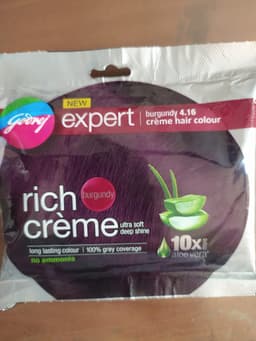 Godrej
NEW
expert
burgundy 4.16
crème hair colour
rich
burgundy
crème
ultra soft
deep shine
long lasting colour | 100% grey coverage
no ammonia
10x
aloe vera